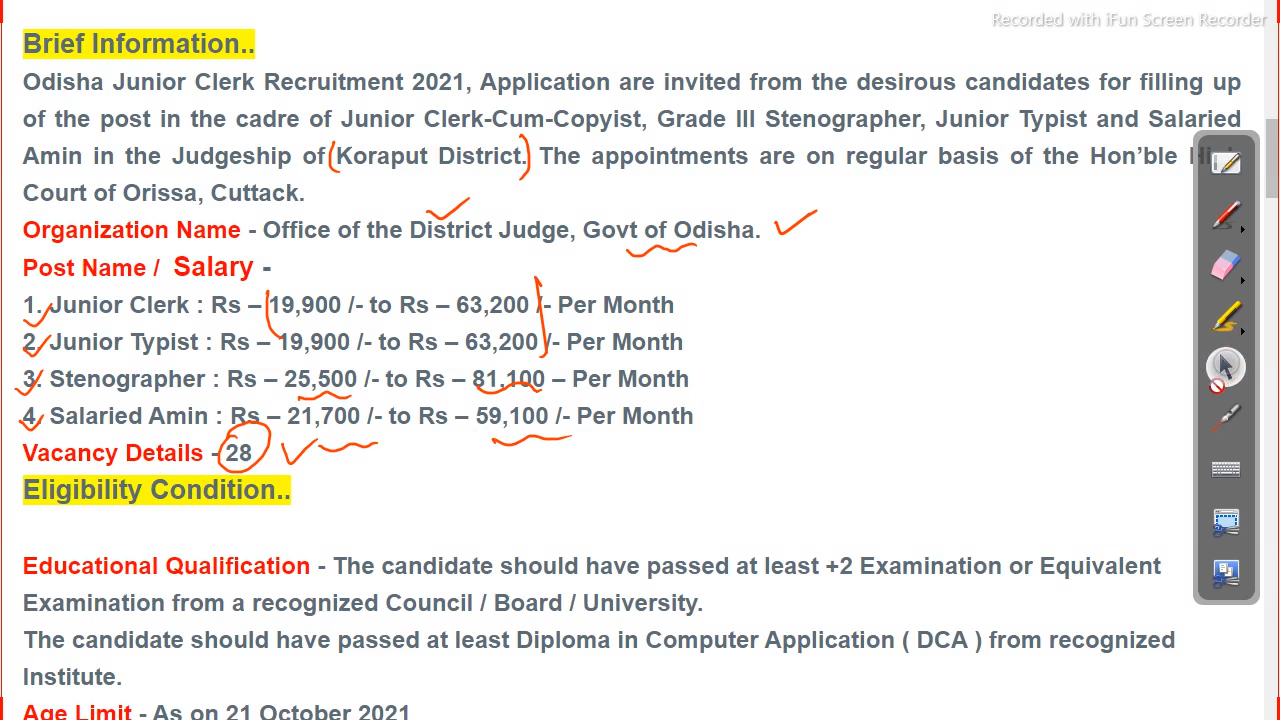 Recorded with iFun Screen Recorder
Brief Information..
Odisha Junior Clerk Recruitment 2021, Application are invited from the desirous candidates for filling up
of the post in the cadre of Junior Clerk-Cum-Copyist, Grade III Stenographer, Junior Typist and Salaried
Amin in the Judgeship of Koraput District. The appointments are on regular basis of the Hon’ble
Court of Orissa, Cuttack.
Organization Name - Office of the District Judge, Govt of Odisha.
Post Name / Salary -
1. Junior Clerk : Rs – 19,900 /- to Rs – 63,200 /- Per Month
2. Junior Typist : Rs – 19,900 /- to Rs – 63,200 /- Per Month
3. Stenographer : Rs – 25,500 /- to Rs – 81,100 – Per Month
4. Salaried Amin : Rs – 21,700 /- to Rs – 59,100 /- Per Month
Vacancy Details - 28
Eligibility Condition..
Educational Qualification - The candidate should have passed at least +2 Examination or Equivalent
Examination from a recognized Council / Board / University.
The candidate should have passed at least Diploma in Computer Application ( DCA ) from recognized
Institute.
Age Limit - As on 21 October 2021